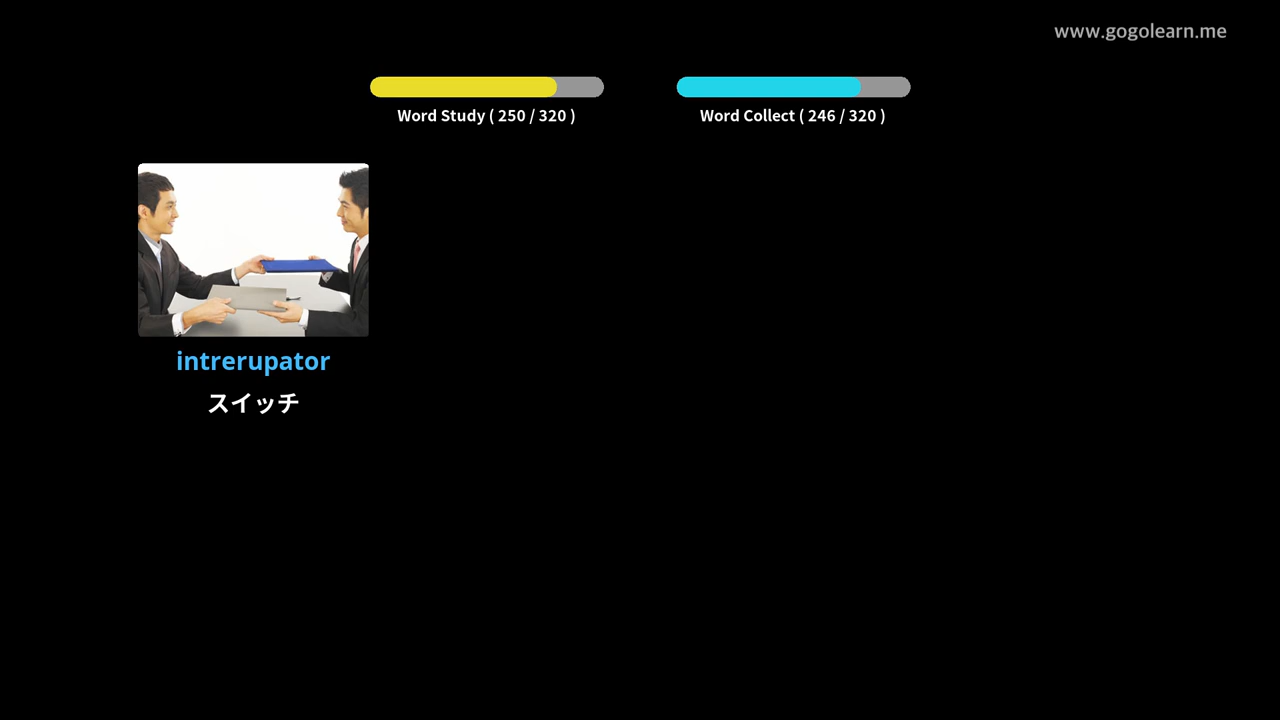 www.gogolearn.me
Word Study ( 250 / 320 )
Word Collect ( 246 / 320 )
intrerupator
スイッチ